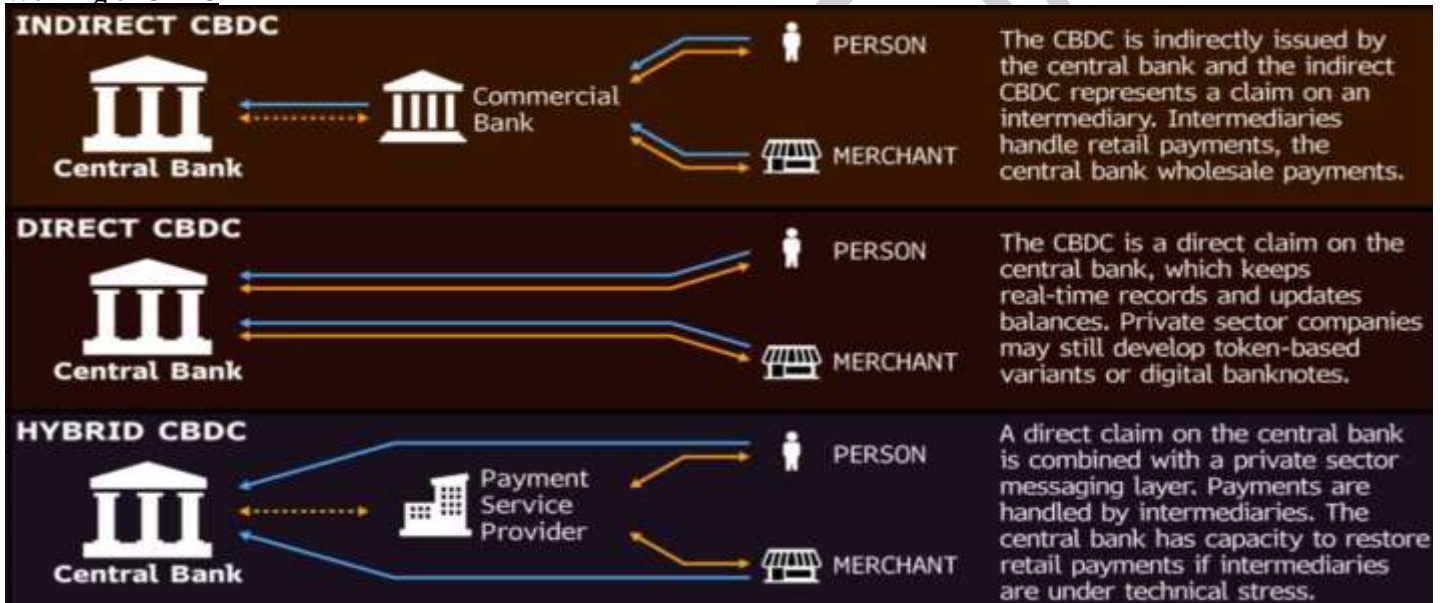 INDIRECT CBDC
Central Bank
Commercial
Bank
PERSON
MERCHANT
The CBDC is indirectly issued by
the central bank and the indirect
CBDC represents a claim on an
intermediary. Intermediaries
handle retail payments, the
central bank wholesale payments.
DIRECT CBDC
Central Bank
PERSON
MERCHANT
The CBDC is a direct claim on the
central bank, which keeps
real-time records and updates
balances. Private sector companies
may still develop token-based
variants or digital banknotes.
HYBRID CBDC
Central Bank
Payment
Service
Provider
PERSON
MERCHANT
A direct claim on the central bank
is combined with a private sector
messaging layer. Payments are
handled by intermediaries. The
central bank has capacity to restore
retail payments if intermediaries
are under technical stress.